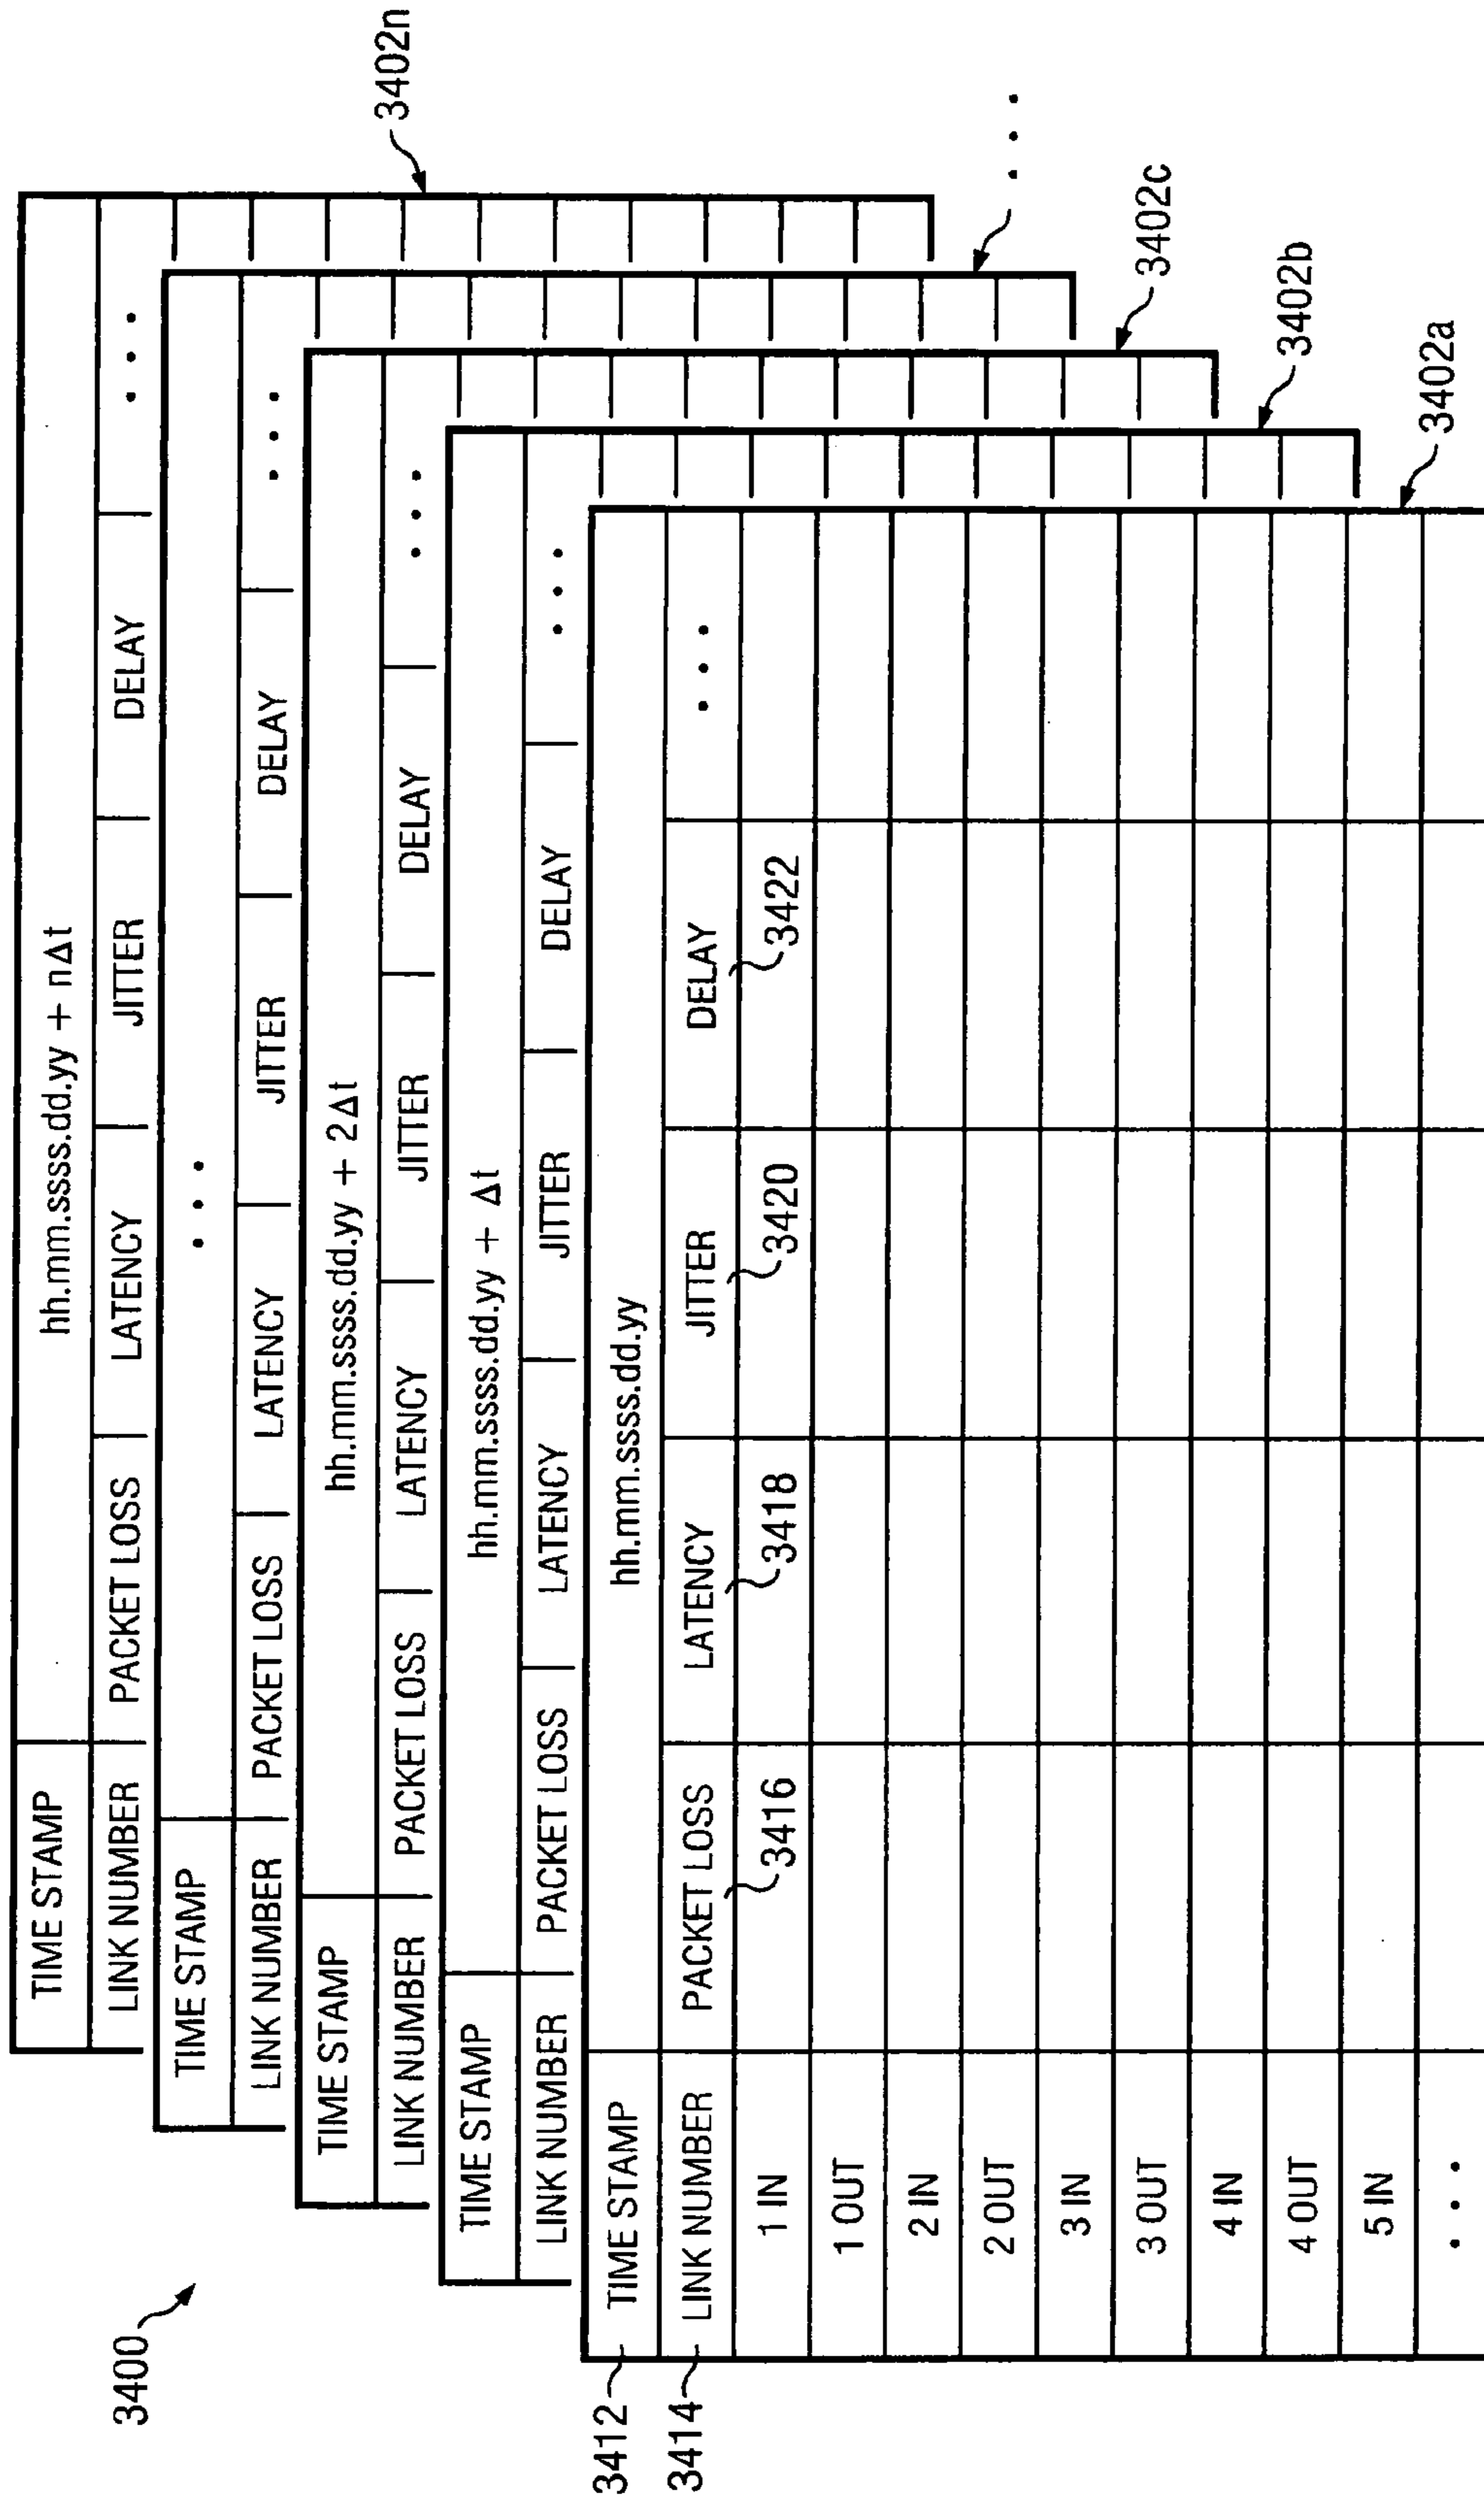 3400
TIME STAMP hh.mm.ssss.dd.yy + nΔt
LINK NUMBER PACKET LOSS LATENCY JITTER DELAY • • •
3402n
TIME STAMP • • •
LINK NUMBER PACKET LOSS LATENCY JITTER DELAY • • •
• • •
TIME STAMP hh.mm.ssss.dd.yy + 2Δt
LINK NUMBER PACKET LOSS LATENCY JITTER DELAY • • •
3402c
TIME STAMP hh.mm.ssss.dd.yy + Δt
LINK NUMBER PACKET LOSS LATENCY JITTER DELAY • • •
3402b
3412 TIME STAMP hh.mm.ssss.dd.yy
3414 LINK NUMBER PACKET LOSS LATENCY JITTER DELAY • • •
1 IN 3416 3418 3420 3422
1 OUT
2 IN
2 OUT
3 IN
3 OUT
4 IN
4 OUT
5 IN
3402a
• • •